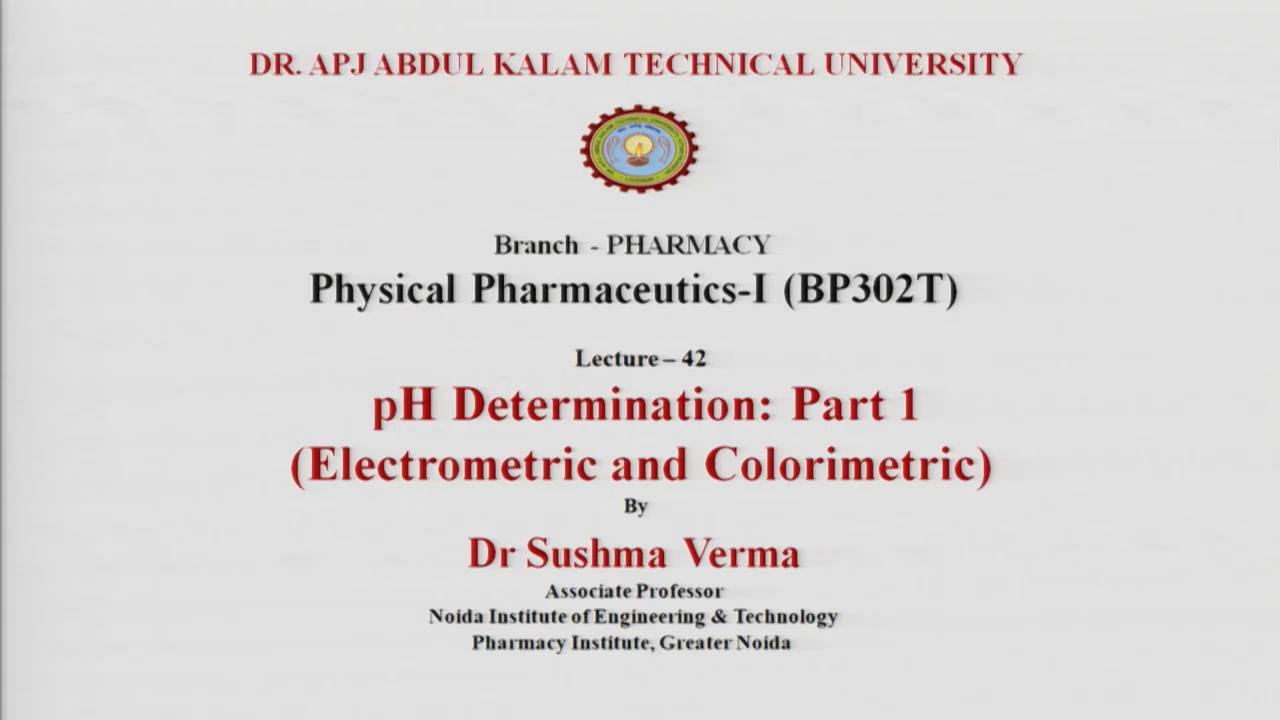 DR. APJ ABDUL KALAM TECHNICAL UNIVERSITY
Branch - PHARMACY
Physical Pharmaceutics-I (BP302T)
Lecture – 42
pH Determination: Part 1
(Electrometric and Colorimetric)
By
Dr Sushma Verma
Associate Professor
Noida Institute of Engineering & Technology
Pharmacy Institute, Greater Noida